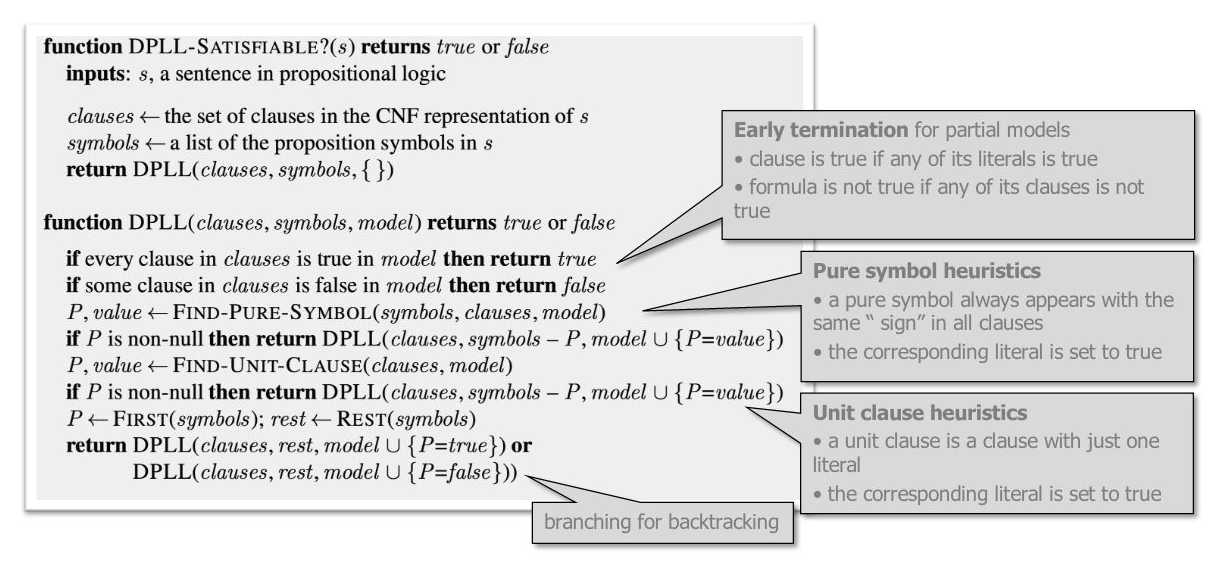 function DPLL-SATISFIABLE?(s) returns true or false
inputs: s, a sentence in propositional logic
clauses ← the set of clauses in the CNF representation of s
symbols ← a list of the proposition symbols in s
return DPLL(clauses, symbols, { })
function DPLL(clauses, symbols, model) returns true or false
if every clause in clauses is true in model then return true
if some clause in clauses is false in model then return false
P, value ← FIND-PURE-SYMBOL(symbols, clauses, model)
if P is non-null then return DPLL(clauses, symbols – P, model ∪ {P=value})
P, value ← FIND-UNIT-CLAUSE(clauses, model)
if P is non-null then return DPLL(clauses, symbols – P, model ∪ {P=value})
P ← FIRST(symbols); rest ← REST(symbols)
return DPLL(clauses, rest, model ∪ {P=true}) or
DPLL(clauses, rest, model ∪ {P=false}))
Early termination for partial models
• clause is true if any of its literals is true
• formula is not true if any of its clauses is not
true
Pure symbol heuristics
• a pure symbol always appears with the
same “ sign” in all clauses
• the corresponding literal is set to true
Unit clause heuristics
• a unit clause is a clause with just one
literal
• the corresponding literal is set to true
branching for backtracking